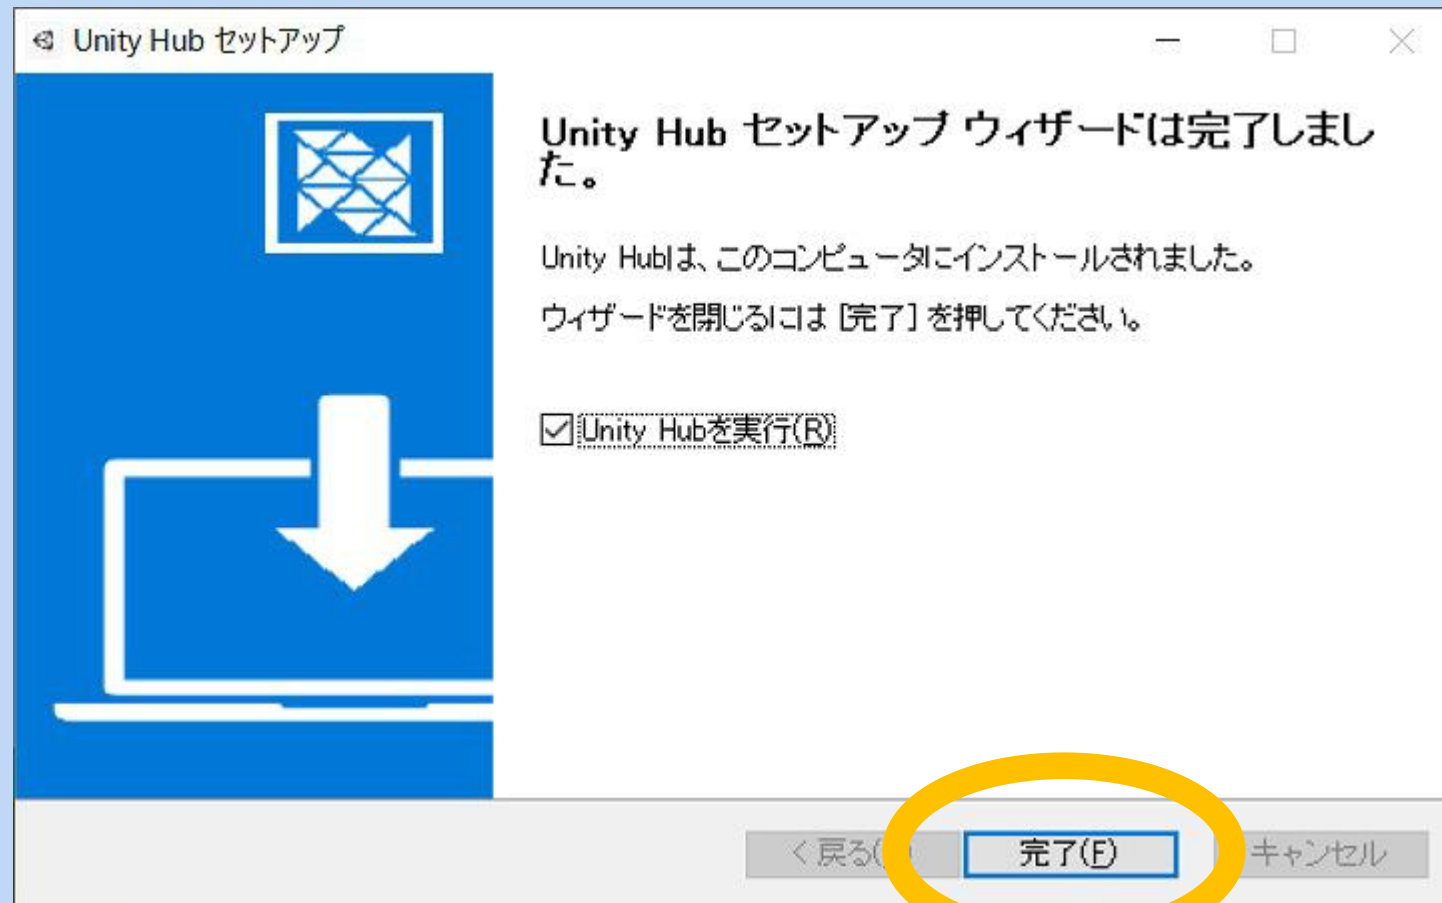 Unity Hub セットアップ
Unity Hub セットアップ ウィザードは完了しまし
た。
Unity Hubは、このコンピュータにインストールされました。
ウィザードを閉じるには [完了] を押してください。
Unity Hubを実行(R)
< 戻る(
完了(F)
キャンセル